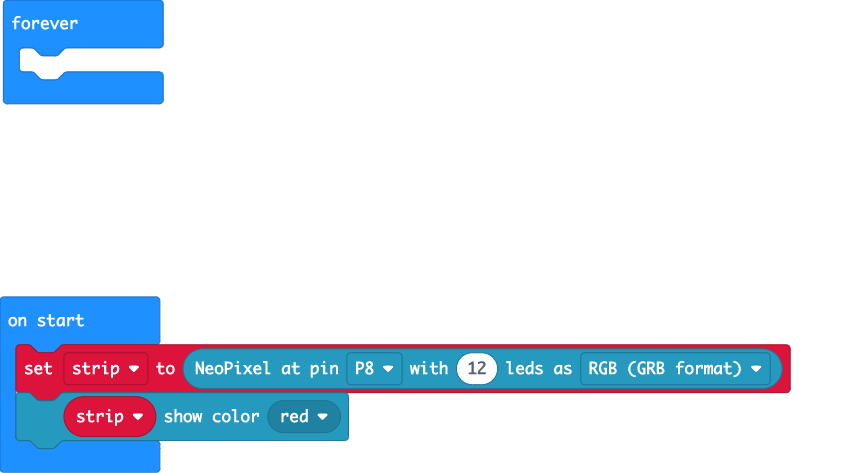 forever
on start
set strip to NeoPixel at pin P8 with 12 leds as RGB (GRB format)
strip show color red